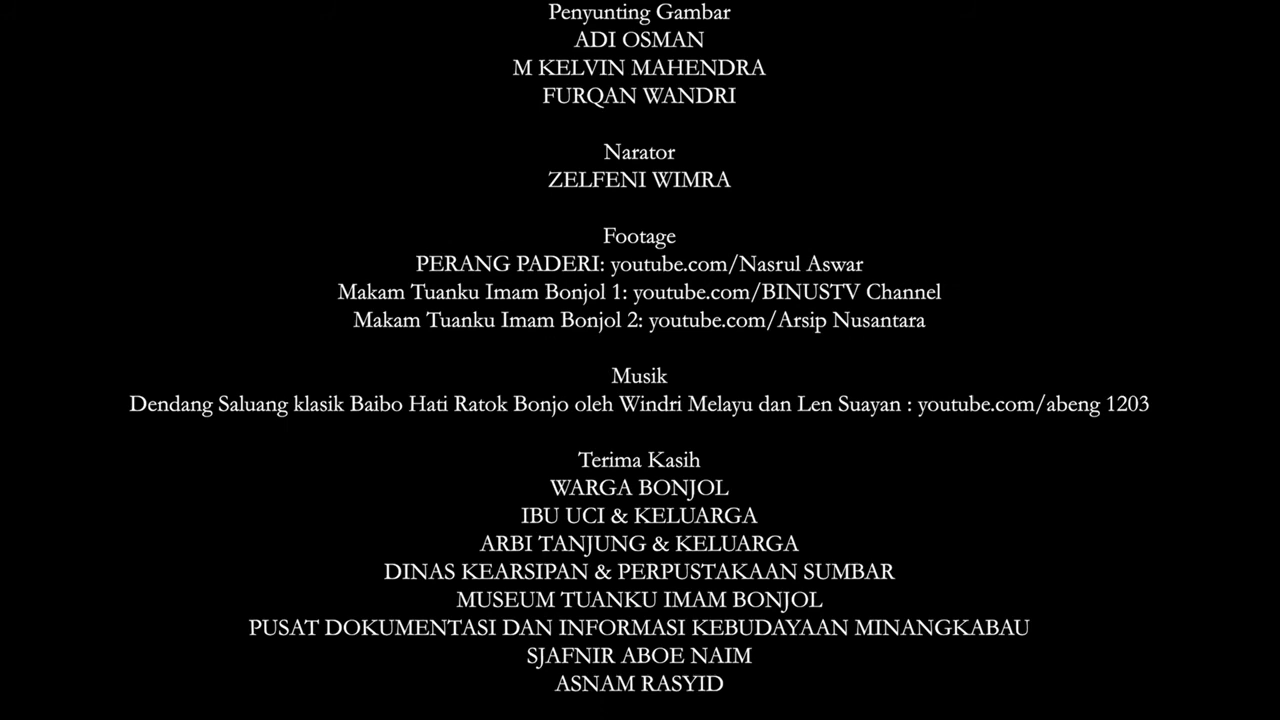 Penyunting Gambar
ADI OSMAN
M KELVIN MAHENDRA
FURQAN WANDRI
Narator
ZELFENI WIMRA
Footage
PERANG PADERI: youtube.com/Nasrul Aswar
Makam Tuanku Imam Bonjol 1: youtube.com/BINUSTV Channel
Makam Tuanku Imam Bonjol 2: youtube.com/Arsip Nusantara
Musik
Dendang Saluang klasik Baibo Hati Ratok Bonjo oleh Windri Melayu dan Len Suayan : youtube.com/abeng 1203
Terima Kasih
WARGA BONJOL
IBU UCI & KELUARGA
ARBI TANJUNG & KELUARGA
DINAS KEARSIPAN & PERPUSTAKAAN SUMBAR
MUSEUM TUANKU IMAM BONJOL
PUSAT DOKUMENTASI DAN INFORMASI KEBUDAYAAN MINANGKABAU
SJAFNIR ABOE NAIM
ASNAM RASYID